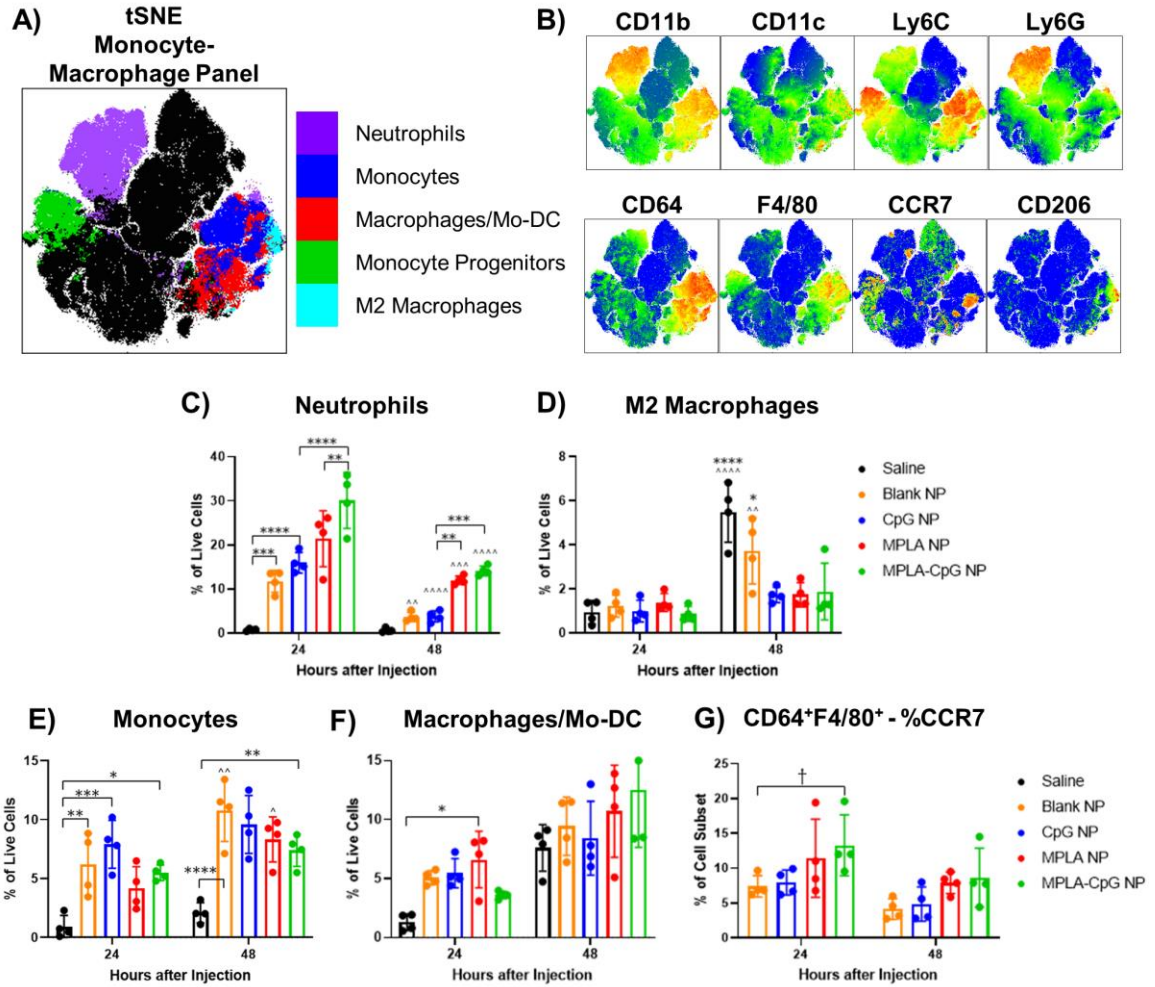 A)
tSNE
Monocyte-
Macrophage Panel
Neutrophils
Monocytes
Macrophages/Mo-DC
Monocyte Progenitors
M2 Macrophages
B)
CD11b CD11c Ly6C Ly6G
CD64 F4/80 CCR7 CD206
C) Neutrophils
% of Live Cells
40
30
20
10
0
**** ***
**** **
^^ ^^^^ ** *** ^^^ ^^^^
24 48
Hours after Injection
D) M2 Macrophages
% of Live Cells
8
6
4
2
0
****
^^^^
*
^^
24 48
Hours after Injection
Saline
Blank NP
CpG NP
MPLA NP
MPLA-CpG NP
E) Monocytes
% of Live Cells
15
10
5
0
*
***
**
**
^^
^
****
24 48
Hours after Injection
F) Macrophages/Mo-DC
% of Live Cells
15
10
5
0
*
24 48
Hours after Injection
G) CD64+F4/80+ - %CCR7
% of Cell Subset
25
20
15
10
5
0
†
24 48
Hours after Injection
Saline
Blank NP
CpG NP
MPLA NP
MPLA-CpG NP